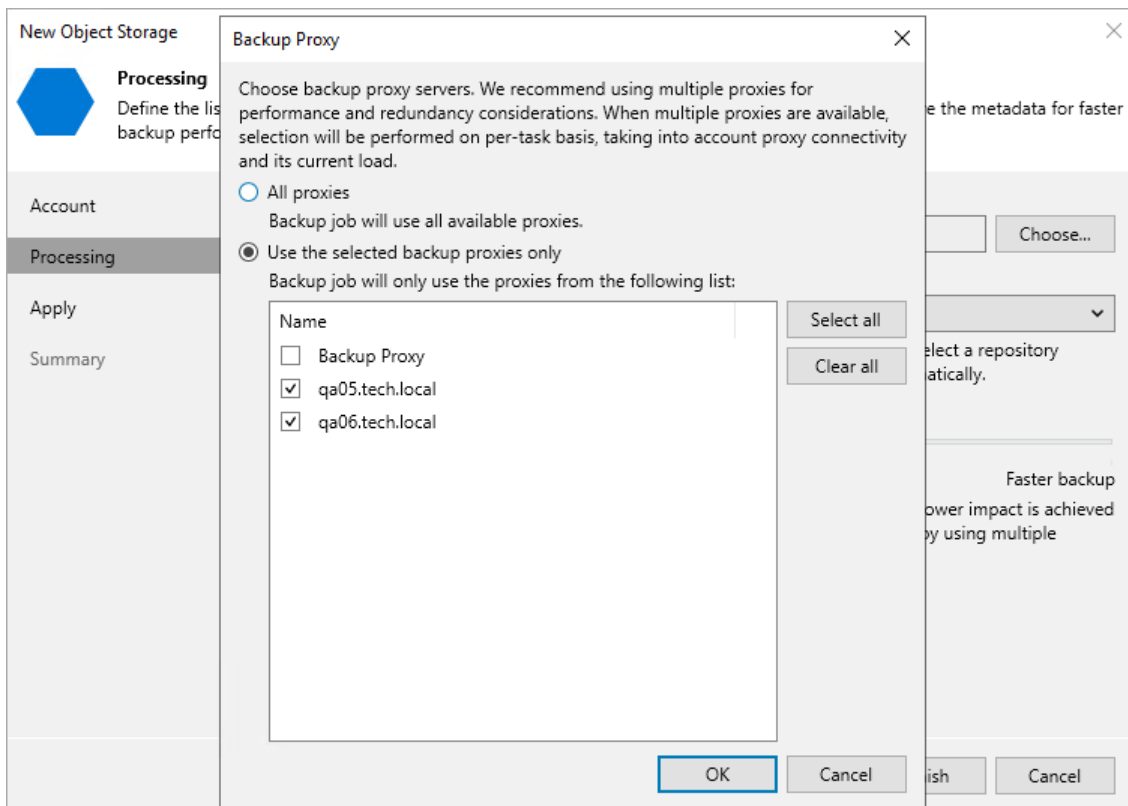 New Object Storage
Processing
Define the lis
backup perfo
e the metadata for faster
Account
Processing
Apply
Summary
Choose...
elect a repository
atically.
Faster backup
ower impact is achieved
by using multiple
ish
Cancel
Backup Proxy
Choose backup proxy servers. We recommend using multiple proxies for
performance and redundancy considerations. When multiple proxies are available,
selection will be performed on per-task basis, taking into account proxy connectivity
and its current load.
All proxies
Backup job will use all available proxies.
Use the selected backup proxies only
Backup job will only use the proxies from the following list:
Name
Backup Proxy
qa05.tech.local
qa06.tech.local
Select all
Clear all
OK
Cancel